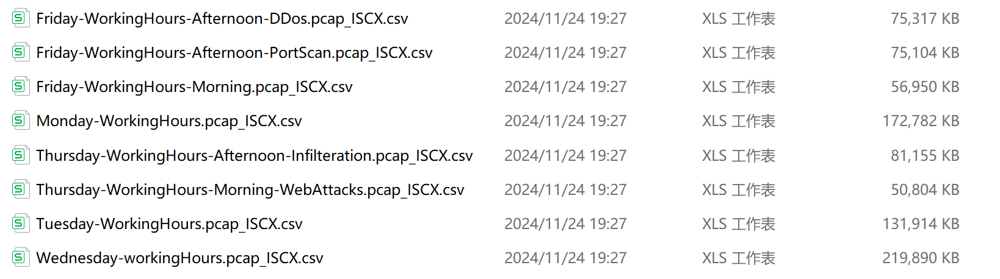 Friday-WorkingHours-Afternoon-DDos.pcap_ISCX.csv 2024/11/24 19:27 XLS 工作表 75,317 KB
Friday-WorkingHours-Afternoon-PortScan.pcap_ISCX.csv 2024/11/24 19:27 XLS 工作表 75,104 KB
Friday-WorkingHours-Morning.pcap_ISCX.csv 2024/11/24 19:27 XLS 工作表 56,950 KB
Monday-WorkingHours.pcap_ISCX.csv 2024/11/24 19:27 XLS 工作表 172,782 KB
Thursday-WorkingHours-Afternoon-Infilteration.pcap_ISCX.csv 2024/11/24 19:27 XLS 工作表 81,155 KB
Thursday-WorkingHours-Morning-WebAttacks.pcap_ISCX.csv 2024/11/24 19:27 XLS 工作表 50,804 KB
Tuesday-WorkingHours.pcap_ISCX.csv 2024/11/24 19:27 XLS 工作表 131,914 KB
Wednesday-workingHours.pcap_ISCX.csv 2024/11/24 19:27 XLS 工作表 219,890 KB